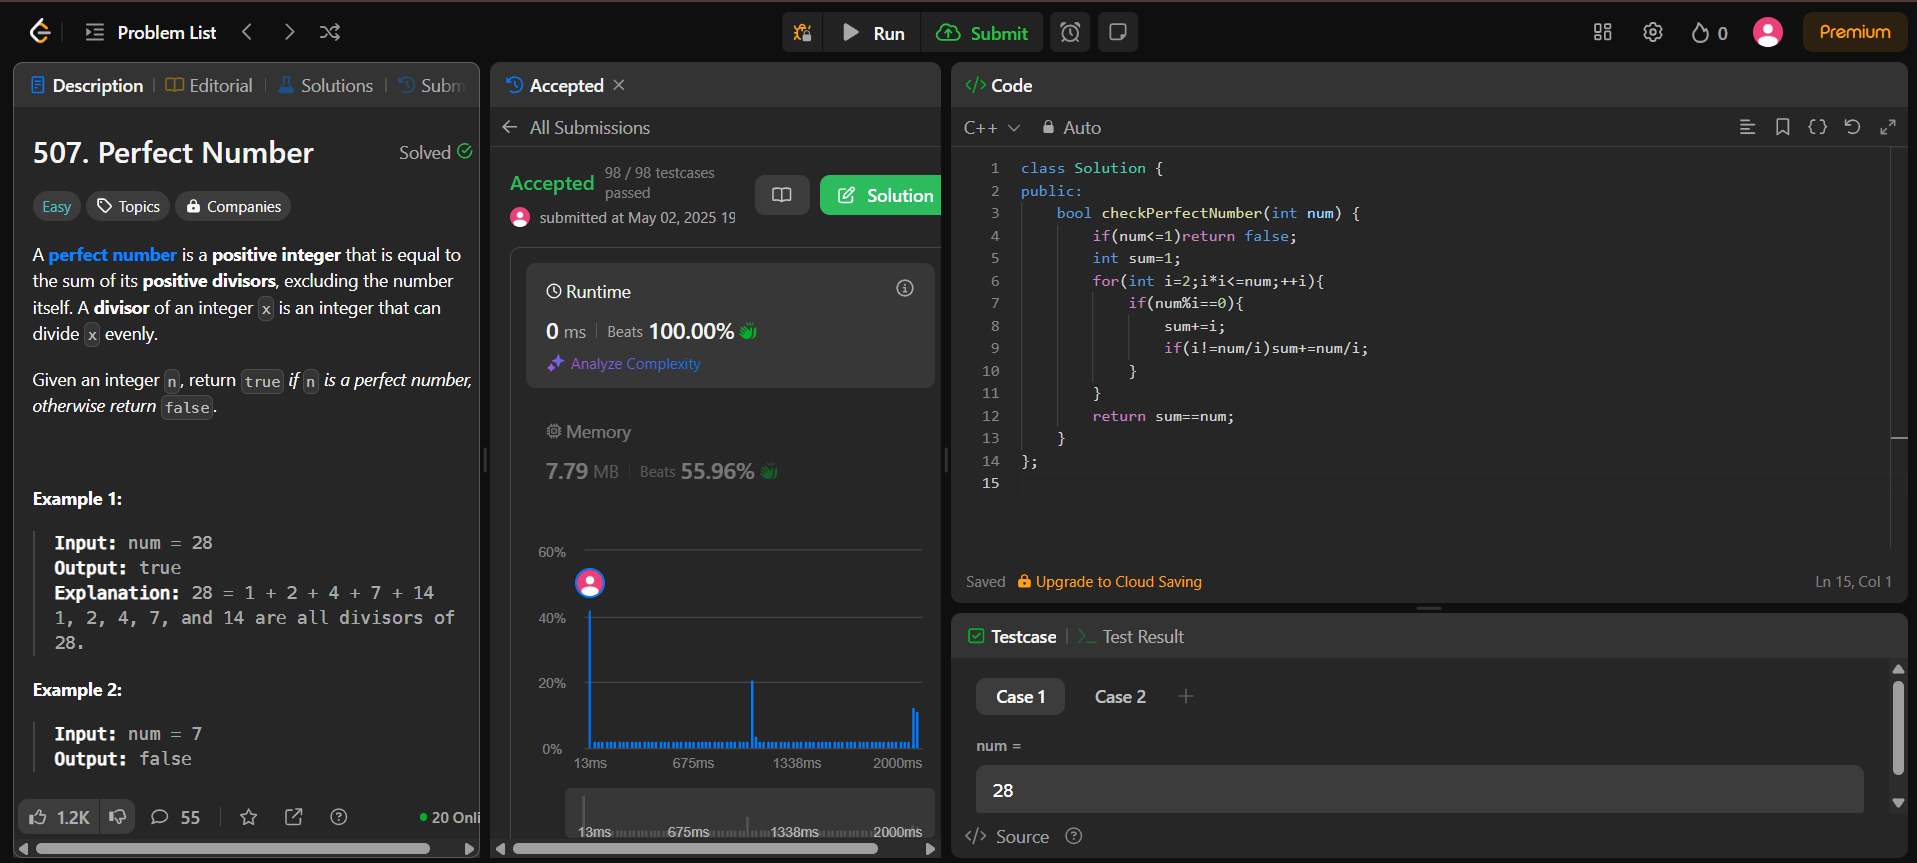 Problem List
Run
Submit
0
Premium
Description
Editorial
Solutions
Subm
507. Perfect Number
Solved
Easy
Topics
Companies
A perfect number is a positive integer that is equal to
the sum of its positive divisors, excluding the number
itself. A divisor of an integer x is an integer that can
divide x evenly.
Given an integer n, return true if n is a perfect number,
otherwise return false.
Example 1:
Input: num = 28
Output: true
Explanation: 28 = 1 + 2 + 4 + 7 + 14
1, 2, 4, 7, and 14 are all divisors of
28.
Example 2:
Input: num = 7
Output: false
1.2K
55
20 Onli
Accepted
All Submissions
Accepted
98 / 98 testcases
passed
submitted at May 02, 2025 19
Solution
Runtime
0 ms
Beats 100.00%
Analyze Complexity
Memory
7.79 MB
Beats 55.96%
60%
40%
20%
0%
13ms
675ms
1338ms
2000ms
13ms
675ms
1338ms
2000ms
</> Code
C++
Auto
1 class Solution {
2 public:
3 bool checkPerfectNumber(int num) {
4 if(num<=1)return false;
5 int sum=1;
6 for(int i=2;i*i<=num;++i){
7 if(num%i==0){
8 sum+=i;
9 if(i!=num/i)sum+=num/i;
10 }
11 }
12 return sum==num;
13 }
14 };
15
Saved
Upgrade to Cloud Saving
Ln 15, Col 1
Testcase
Test Result
Case 1
Case 2
+
num =
28
</> Source